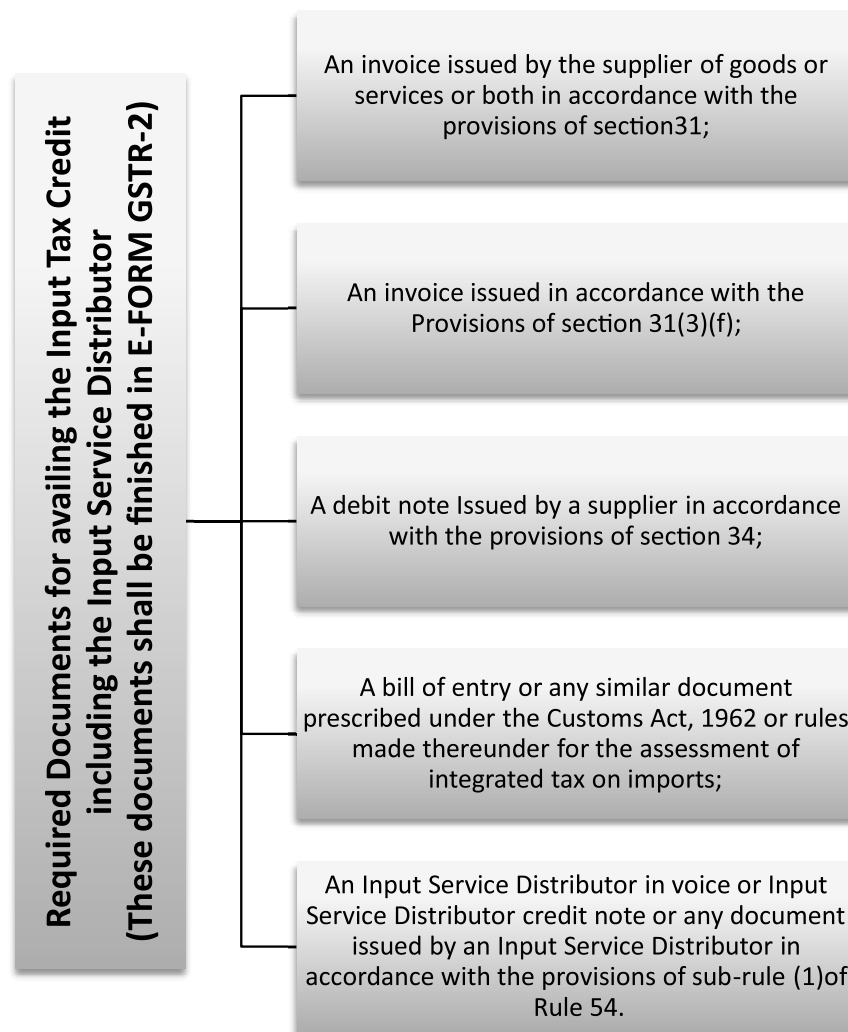 Required Documents for availing the Input Tax Credit
including the Input Service Distributor
(These documents shall be finished in E-FORM GSTR-2)
An invoice issued by the supplier of goods or
services or both in accordance with the
provisions of section31;
An invoice issued in accordance with the
Provisions of section 31(3)(f);
A debit note Issued by a supplier in accordance
with the provisions of section 34;
A bill of entry or any similar document
prescribed under the Customs Act, 1962 or rules
made thereunder for the assessment of
integrated tax on imports;
An Input Service Distributor in voice or Input
Service Distributor credit note or any document
issued by an Input Service Distributor in
accordance with the provisions of sub-rule (1)of
Rule 54.